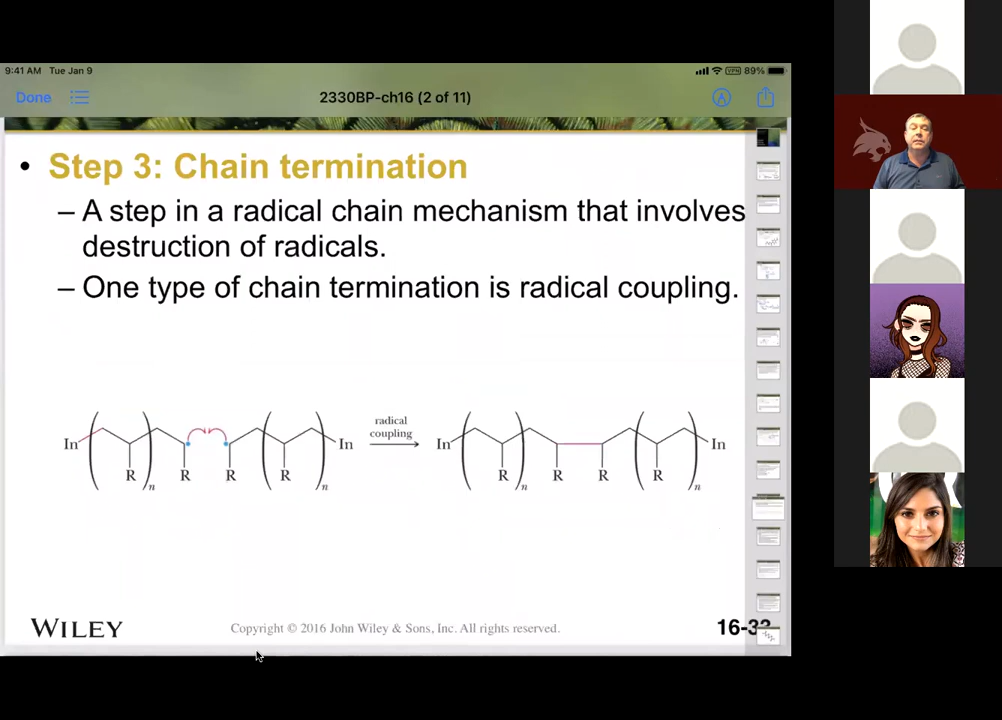 9:41 AM Tue Jan 9
VPN 89%
Done
2330BP-ch16 (2 of 11)
• Step 3: Chain termination
– A step in a radical chain mechanism that involves
destruction of radicals.
– One type of chain termination is radical coupling.
radical
coupling
In In In In
R R R R R R R R
n n n n
WILEY
Copyright © 2016 John Wiley & Sons, Inc. All rights reserved.